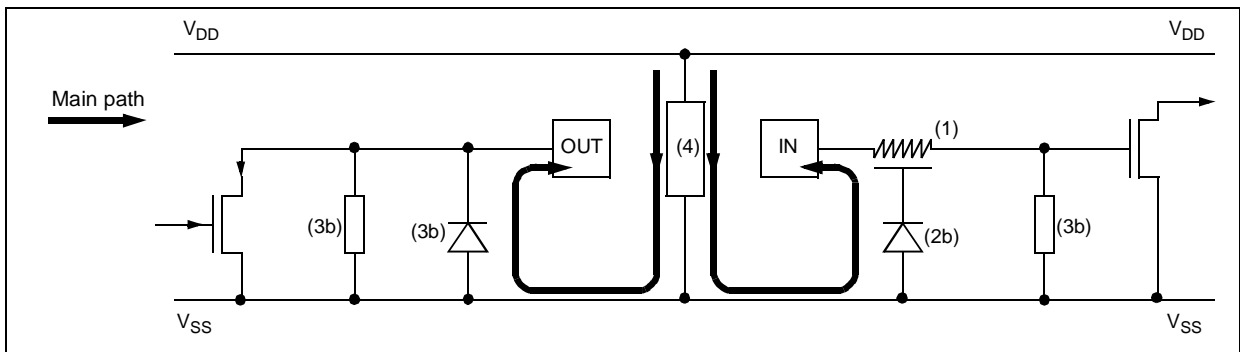 VDD VDD
Main path
OUT (4) IN (1)
(3b) (3b) (2b) (3b)
VSS VSS